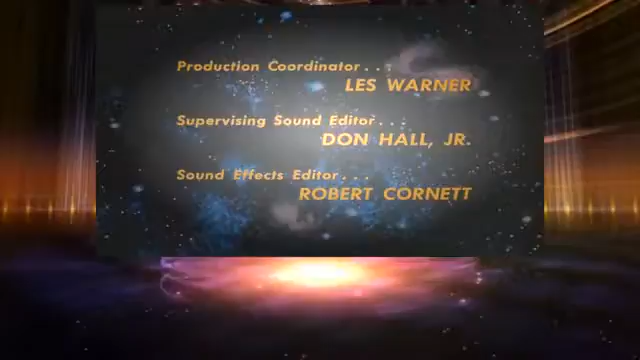 Production Coordinator . . .
LES WARNER
Supervising Sound Editor . . .
DON HALL, JR.
Sound Effects Editor . . .
ROBERT CORNETT